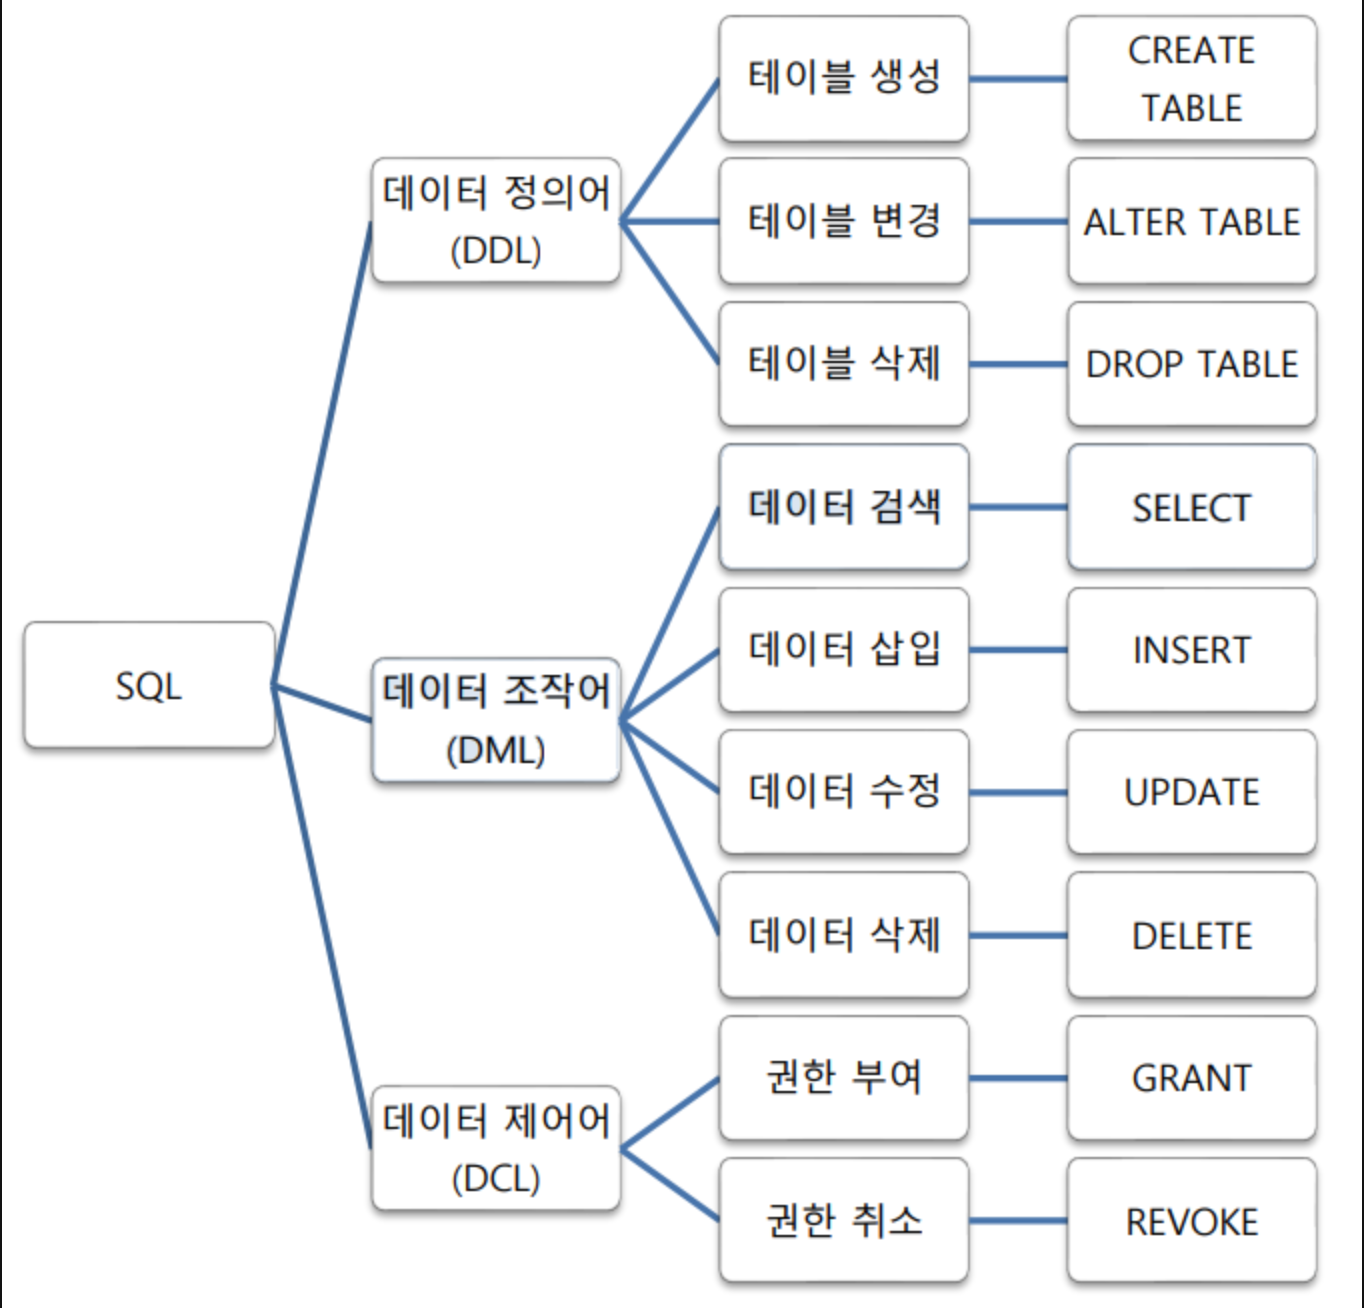 SQL
데이터 정의어
(DDL)
테이블 생성
CREATE
TABLE
테이블 변경
ALTER TABLE
테이블 삭제
DROP TABLE
데이터 조작어
(DML)
데이터 검색
SELECT
데이터 삽입
INSERT
데이터 수정
UPDATE
데이터 삭제
DELETE
데이터 제어어
(DCL)
권한 부여
GRANT
권한 취소
REVOKE